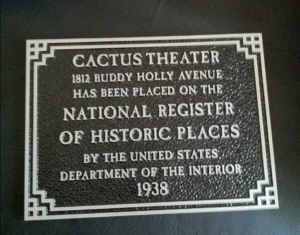 CACTUS THEATER
1812 BUDDY HOLLY AVENUE
HAS BEEN PLACED ON THE
NATIONAL REGISTER
OF HISTORIC PLACES
BY THE UNITED STATES
DEPARTMENT OF THE INTERIOR
1938